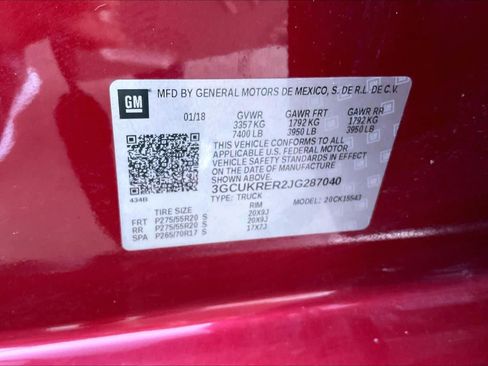 GM
MFD BY GENERAL MOTORS DE MEXICO, S. DE R.L. DE C.V.
01/18 GVWR GAWR FRT GAWR RR
3357 KG 1792 KG 1792 KG
7400 LB 3950 LB 3950 LB
THIS VEHICLE CONFORMS TO ALL
APPLICABLE U.S. FEDERAL MOTOR
VEHICLE SAFETY STANDARDS IN EFFECT
ON THE DATE OF MANUFACTURE
SHOWN ABOVE.
3GCUKRER2JG287040
TYPE: TRUCK MODEL: 20CK15543
434B
TIRE SIZE RIM
FRT P275/55R20 S 20X9J
RR P275/55R20 S 20X9J
SPA P265/70R17 S 17X7J